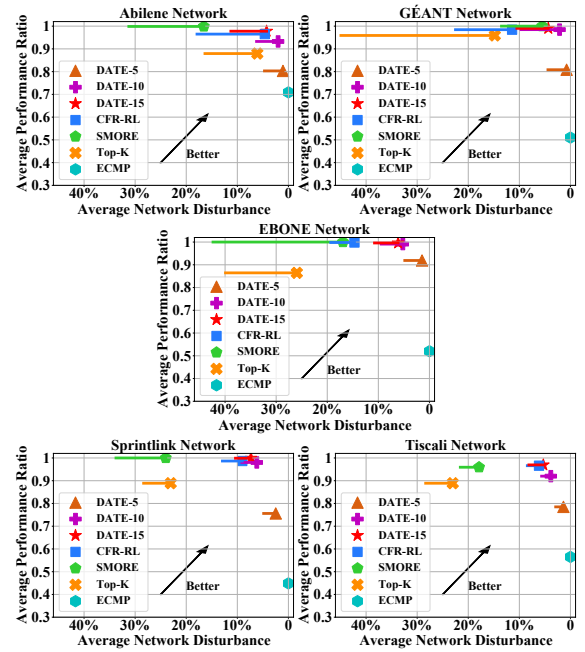 Abilene Network
Average Performance Ratio
1
0.9
0.8
0.7
0.6
0.5
0.4
0.3
DATE-5
DATE-10
DATE-15
CFR-RL
SMORE
Top-K
ECMP
Better
40% 30% 20% 10% 0
Average Network Disturbance
GÉANT Network
Average Performance Ratio
1
0.9
0.8
0.7
0.6
0.5
0.4
0.3
DATE-5
DATE-10
DATE-15
CFR-RL
SMORE
Top-K
ECMP
Better
40% 30% 20% 10% 0
Average Network Disturbance
EBONE Network
Average Performance Ratio
1
0.9
0.8
0.7
0.6
0.5
0.4
0.3
DATE-5
DATE-10
DATE-15
CFR-RL
SMORE
Top-K
ECMP
Better
40% 30% 20% 10% 0
Average Network Disturbance
Sprintlink Network
Average Performance Ratio
1
0.9
0.8
0.7
0.6
0.5
0.4
0.3
DATE-5
DATE-10
DATE-15
CFR-RL
SMORE
Top-K
ECMP
Better
40% 30% 20% 10% 0
Average Network Disturbance
Tiscali Network
Average Performance Ratio
1
0.9
0.8
0.7
0.6
0.5
0.4
0.3
DATE-5
DATE-10
DATE-15
CFR-RL
SMORE
Top-K
ECMP
Better
40% 30% 20% 10% 0
Average Network Disturbance